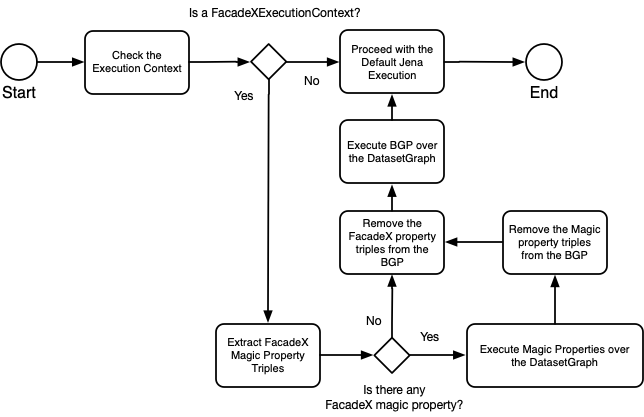 Is a FacadeXExecutionContext?
Start
Check the
Execution Context
Yes
No
Proceed with the
Default Jena
Execution
End
Execute BGP over
the DatasetGraph
Remove the
FacadeX property
triples from the
BGP
Remove the Magic
property triples
from the BGP
Extract FacadeX
Magic Property
Triples
No
Yes
Is there any
FacadeX magic property?
Execute Magic Properties over
the DatasetGraph